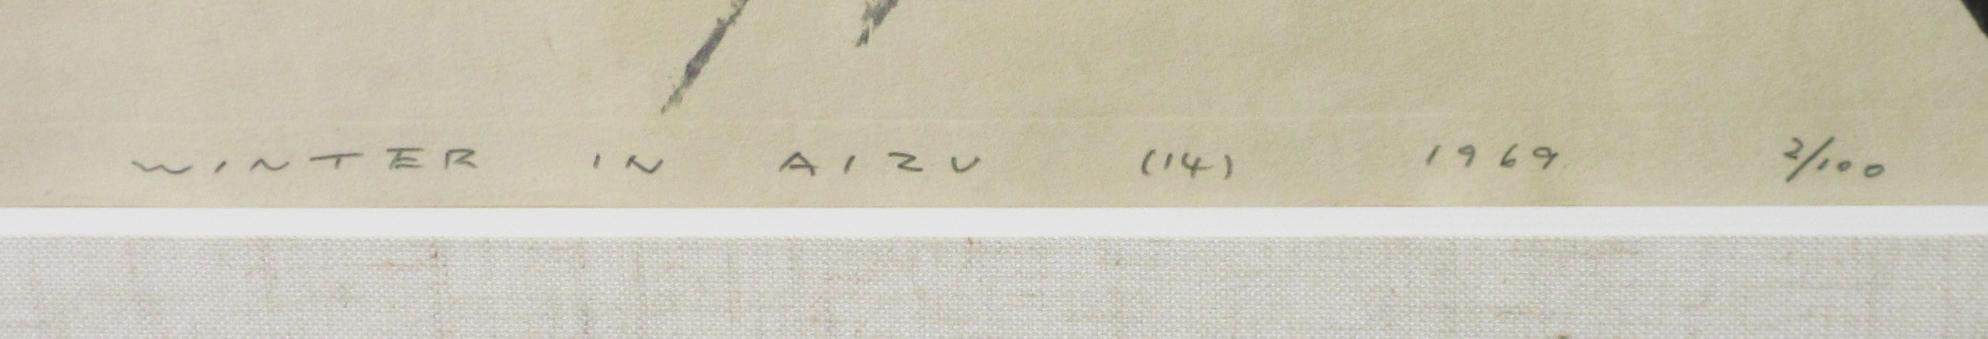 WINTER IN AIZU (14) 1969 2/100